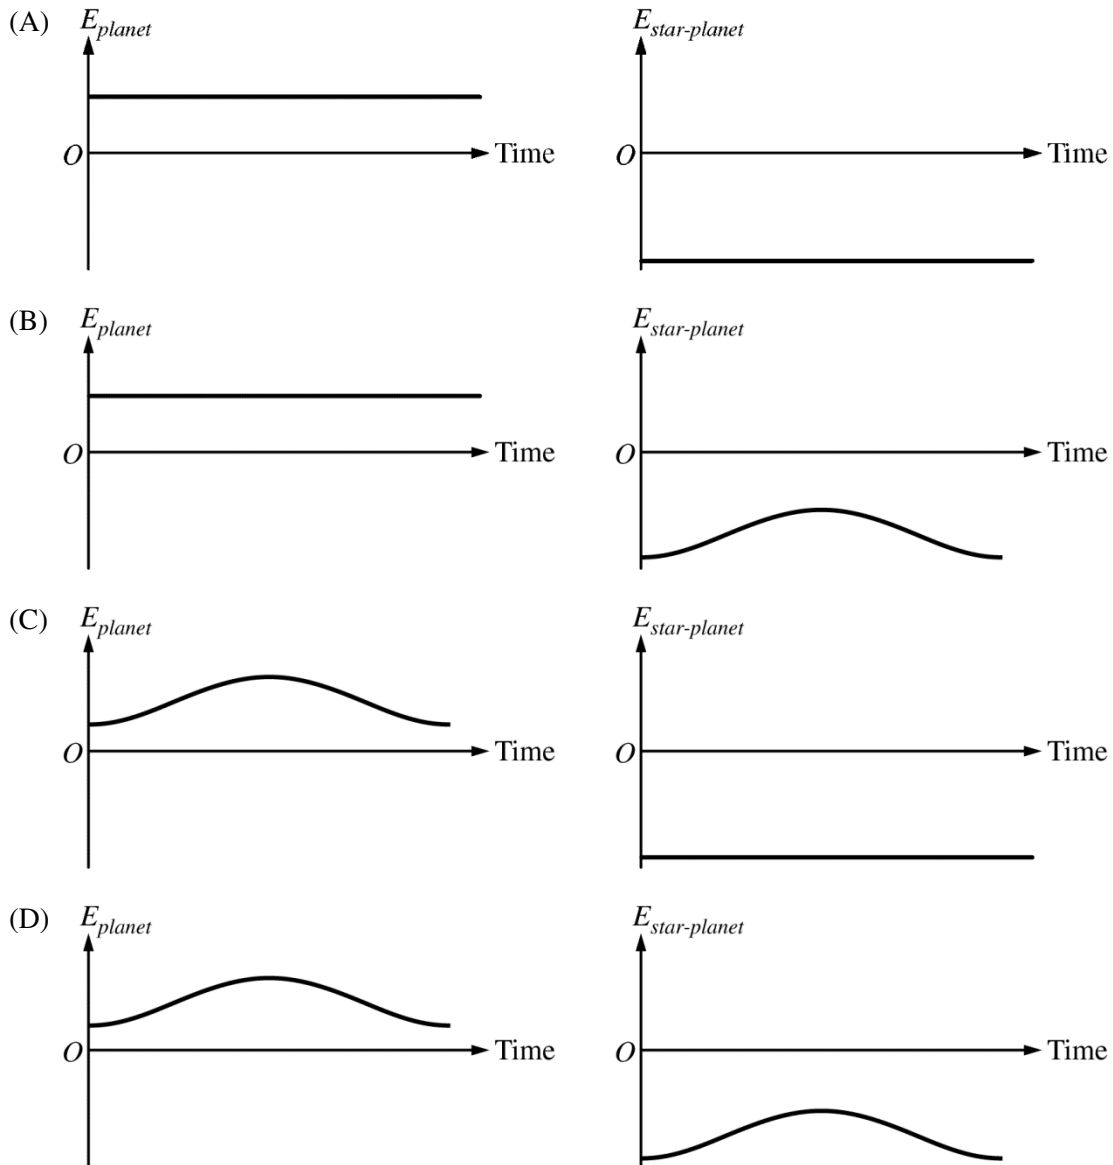 (A) E_planet E_star-planet
O Time O Time
(B) E_planet E_star-planet
O Time O Time
(C) E_planet E_star-planet
O Time O Time
(D) E_planet E_star-planet
O Time O Time